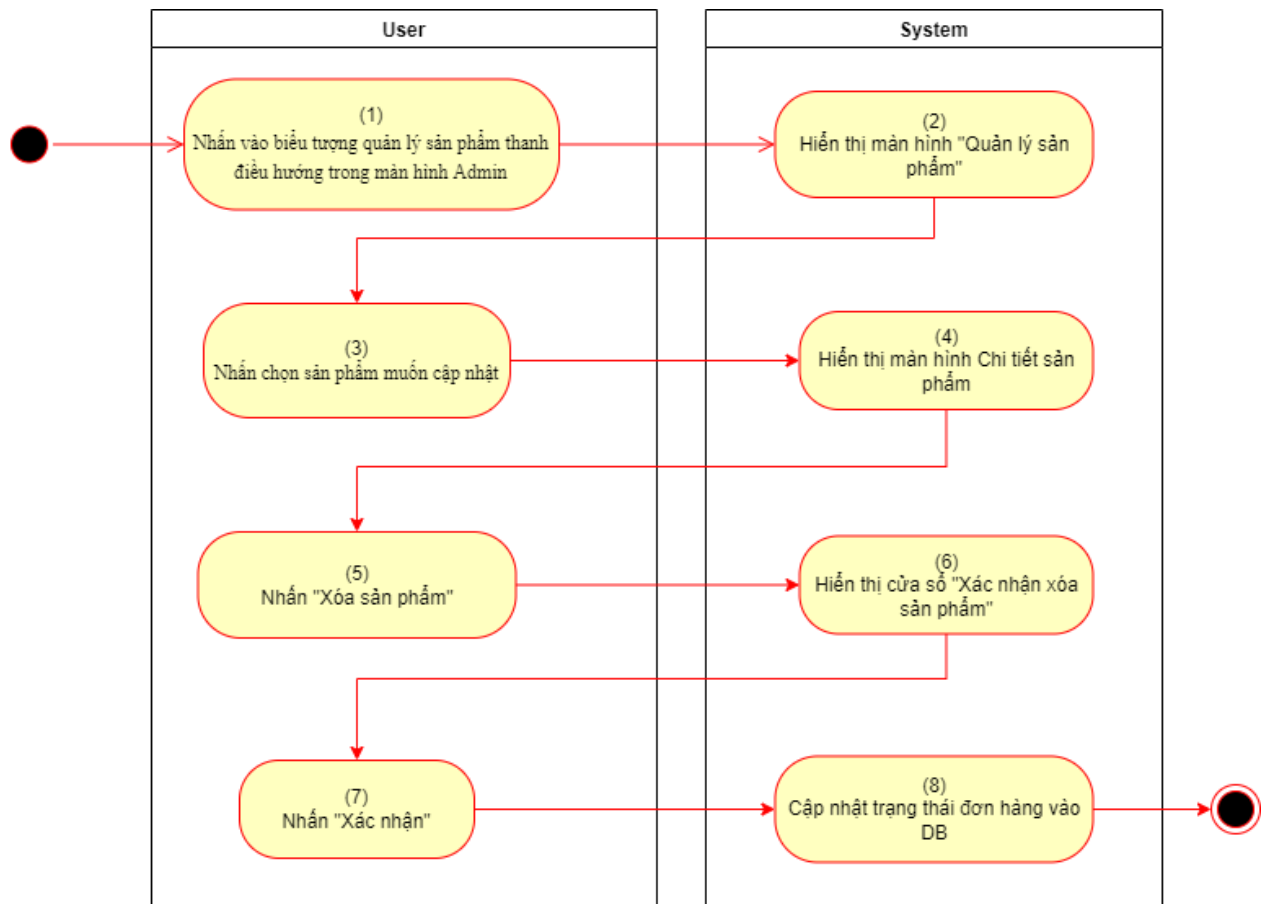 User
System
(1)
Nhấn vào biểu tượng quản lý sản phẩm thanh
điều hướng trong màn hình Admin
(2)
Hiển thị màn hình "Quản lý sản
phẩm"
(3)
Nhấn chọn sản phẩm muốn cập nhật
(4)
Hiển thị màn hình Chi tiết sản
phẩm
(5)
Nhấn "Xóa sản phẩm"
(6)
Hiển thị cửa sổ "Xác nhận xóa
sản phẩm"
(7)
Nhấn "Xác nhận"
(8)
Cập nhật trạng thái đơn hàng vào
DB